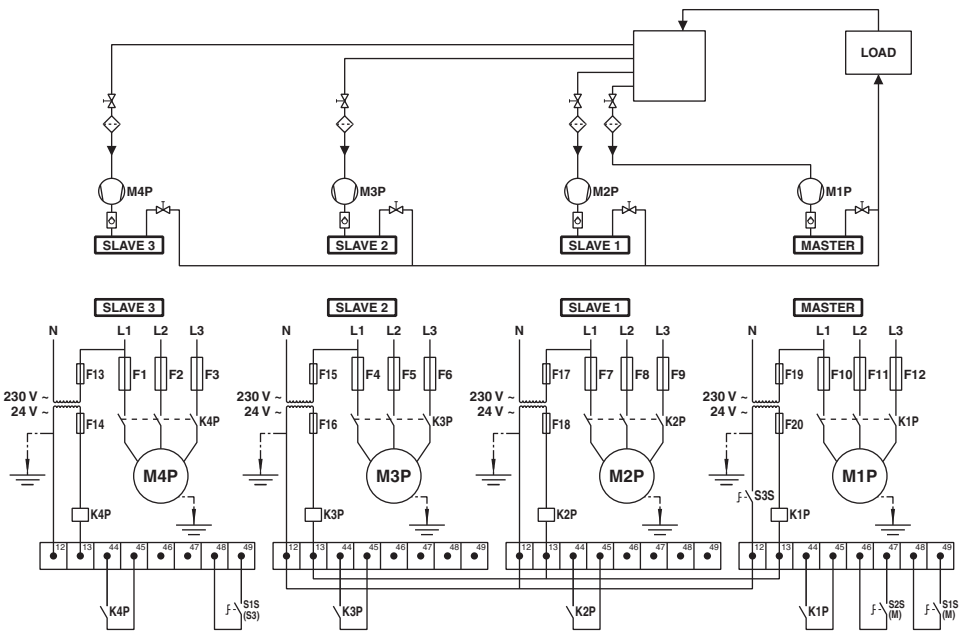 LOAD
M4P M3P M2P M1P
SLAVE 3 SLAVE 2 SLAVE 1 MASTER
SLAVE 3 SLAVE 2 SLAVE 1 MASTER
N L1 L2 L3 N L1 L2 L3 N L1 L2 L3 N L1 L2 L3
F13 F1 F2 F3 F15 F4 F5 F6 F17 F7 F8 F9 F19 F10 F11 F12
230 V ~ 230 V ~ 230 V ~ 230 V ~
24 V ~ 24 V ~ 24 V ~ 24 V ~
F14 K4P F16 K3P F18 K2P F20 K1P
M4P M3P M2P M1P
S3S
K4P K3P K2P K1P
12 13 44 45 46 47 48 49 12 13 44 45 46 47 48 49 12 13 44 45 46 47 48 49 12 13 44 45 46 47 48 49
K4P S1S K3P K2P K1P S2S S1S
(S3) (M) (M)